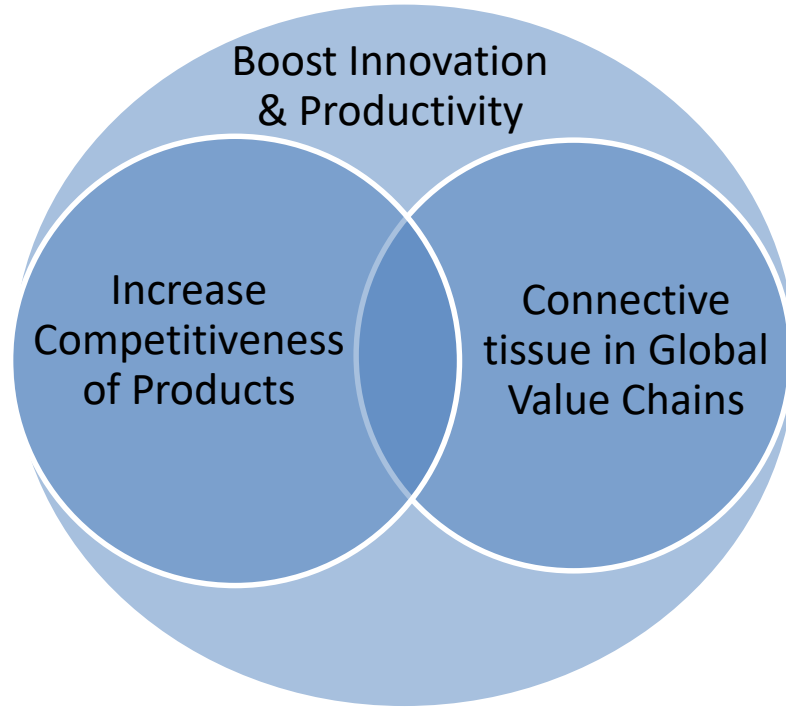 Boost Innovation
& Productivity
Increase
Competitiveness
of Products
Connective
tissue in Global
Value Chains